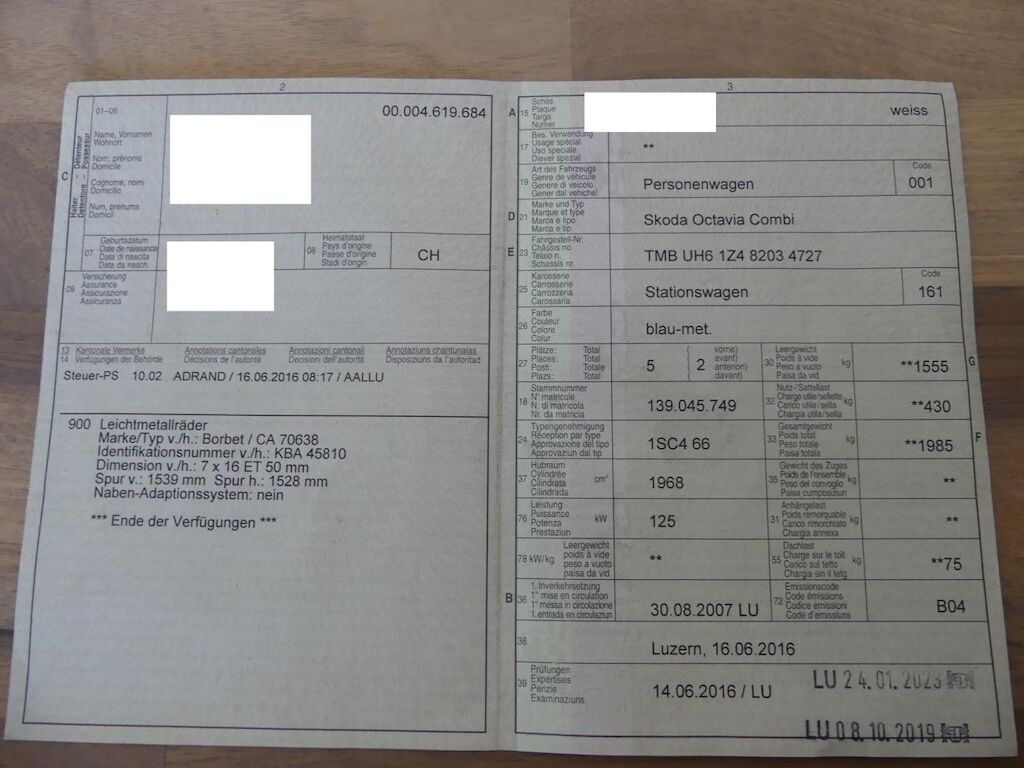 2
01–06
00.004.619.684
C
Halter Détenteur
Detentore Possessur
Name, Vornamen
Wohnort
Nom, prénoms
Domicile
Cognome, nomi
Domicilio
Num, prenums
Domicil
07
Geburtsdatum
Date de naissance
Data di nascita
Data da nasch.
08
Heimatstaat
Pays d'origine
Paese d'origine
Stadi d'origin
CH
09
Versicherung
Assurance
Assicurazione
Assicuranza
13 Kantonale Vermerke Annotations cantonales Annotazioni cantonali Annotaziuns chantunalas
14 Verfügungen der Behörde Décisions de l'autorité Decisioni dell'autorità Disposiziuns da l'autoritad
Steuer-PS 10.02 ADRAND / 16.06.2016 08:17 / AALLU
900 Leichtmetallräder
Marke/Typ v./h.: Borbet / CA 70638
Identifikationsnummer v./h.: KBA 45810
Dimension v./h.: 7 x 16 ET 50 mm
Spur v.: 1539 mm Spur h.: 1528 mm
Naben-Adaptionssystem: nein
*** Ende der Verfügungen ***
3
A 15
Schild
Plaque
Targa
Numer
weiss
17
Bes. Verwendung
Usage spécial
Uso speciale
Diever spezial
**
19
Art des Fahrzeugs
Genre de véhicule
Genere di veicolo
Gener dal vehichel
Personenwagen
Code
001
D 21
Marke und Typ
Marque et type
Marca e tipo
Marca e tip
Skoda Octavia Combi
E 23
Fahrgestell-Nr.
Châssis no
Telaio n.
Schassis nr.
TMB UH6 1Z4 8203 4727
25
Karosserie
Carrosserie
Carrozzeria
Carossaria
Stationswagen
Code
161
26
Farbe
Couleur
Colore
Colur
blau-met.
27
Plätze: Total
Places: Total
Posti: Totale
Plazs: Total
5
2
vorne)
avant)
anteriori)
davant)
30
Leergewicht
Poids à vide
Peso a vuoto
Paisa da vid
kg
**1555
G
18
Stammnummer
N° matricule
N. di matricola
Nr. da matricla
139.045.749
32
Nutz-/Sattellast
Charge utile/sellette
Carico utile/sella
Chargia utila/sella
kg
**430
24
Typengenehmigung
Réception par type
Approvazione del tipo
Approvaziun dal tip
1SC4 66
33
Gesamtgewicht
Poids total
Peso totale
Paisa totala
kg
**1985
F
37
Hubraum
Cylindrée
Cilindrata
Cilindrada
cm³
1968
35
Gewicht des Zuges
Poids de l'ensemble
Peso del convoglio
Paisa cumposiziun
kg
**
76
Leistung
Puissance
Potenza
Prestaziun
kW
125
31
Anhängelast
Poids remorquable
Carico rimorchiato
Chargia annexa
kg
**
78 kW/kg
Leergewicht
poids à vide
peso a vuoto
paisa da vid
**
55
Dachlast
Charge sur le toit
Carico sul tetto
Chargia sin il tetg
kg
**75
B 36
1. Inverkehrsetzung
1re mise en circulation
1a messa in circolazione
1. entrada en circulaziun
30.08.2007 LU
72
Emissionscode
Code émissions
Codice emissioni
Code d'emissiuns
B04
38
Luzern, 16.06.2016
39
Prüfungen
Expertises
Perizie
Examinaziuns
14.06.2016 / LU
LU 24.01.2023
LU 08.10.2019